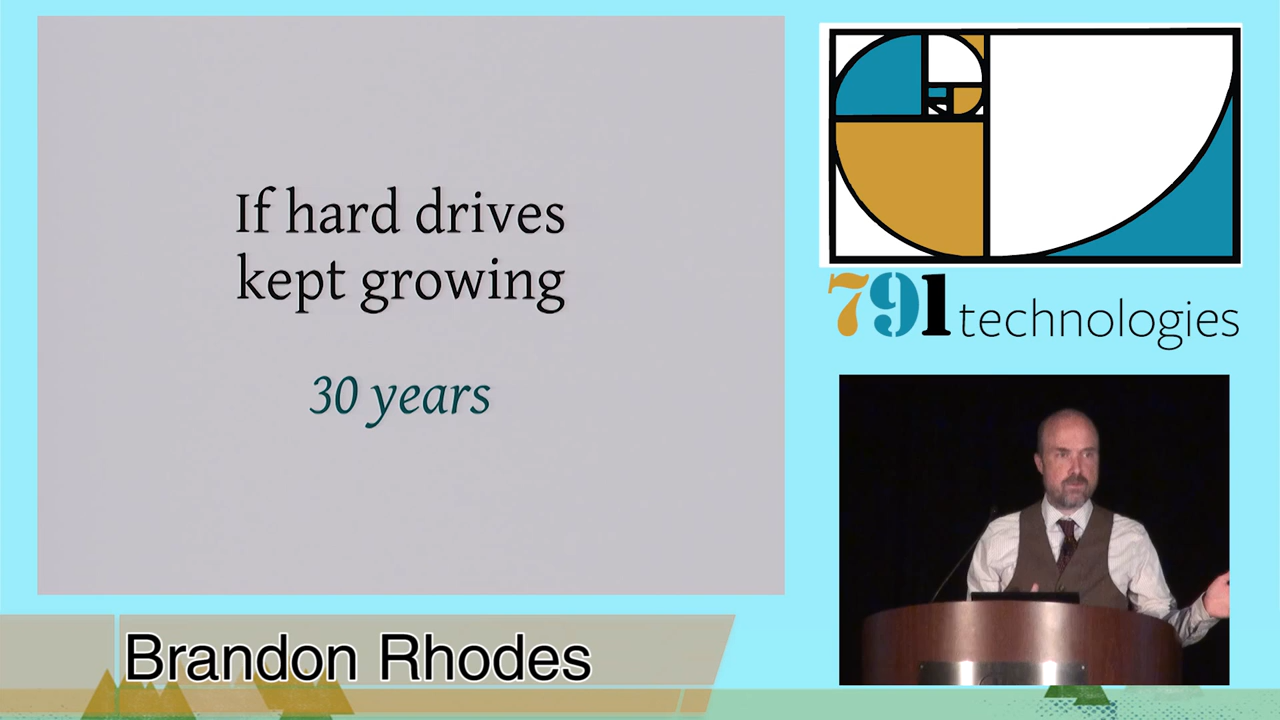 If hard drives
kept growing
30 years
791 technologies
Brandon Rhodes